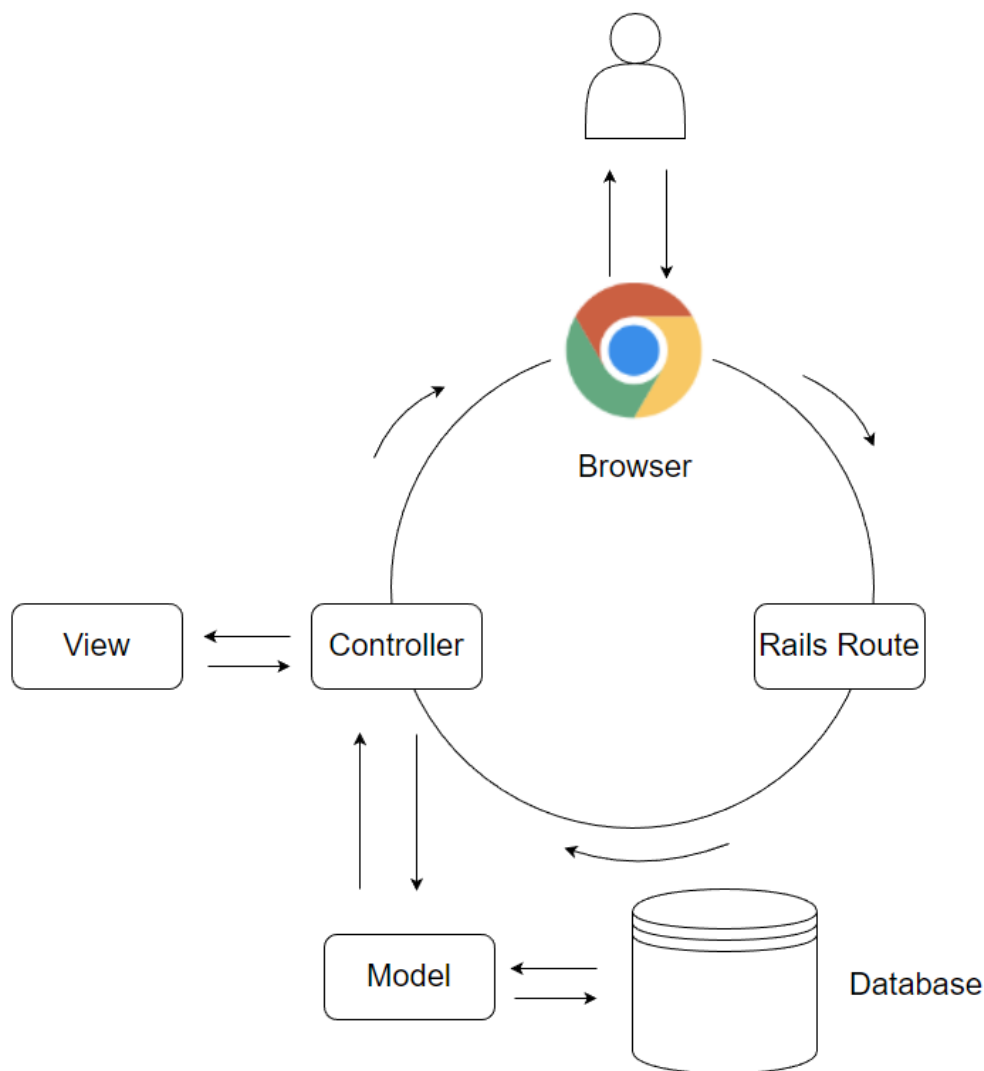 Browser
View
Controller
Rails Route
Model
Database